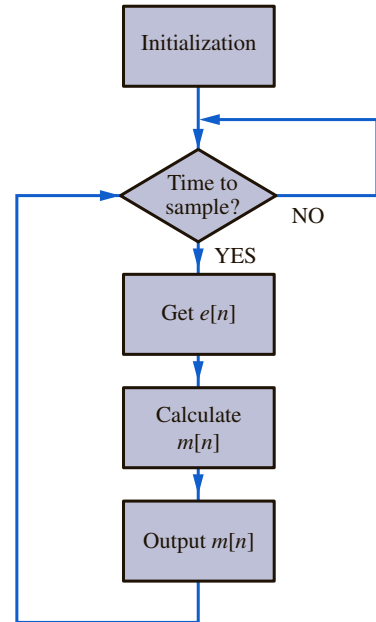 Initialization
Time to
sample?
NO
YES
Get e[n]
Calculate
m[n]
Output m[n]